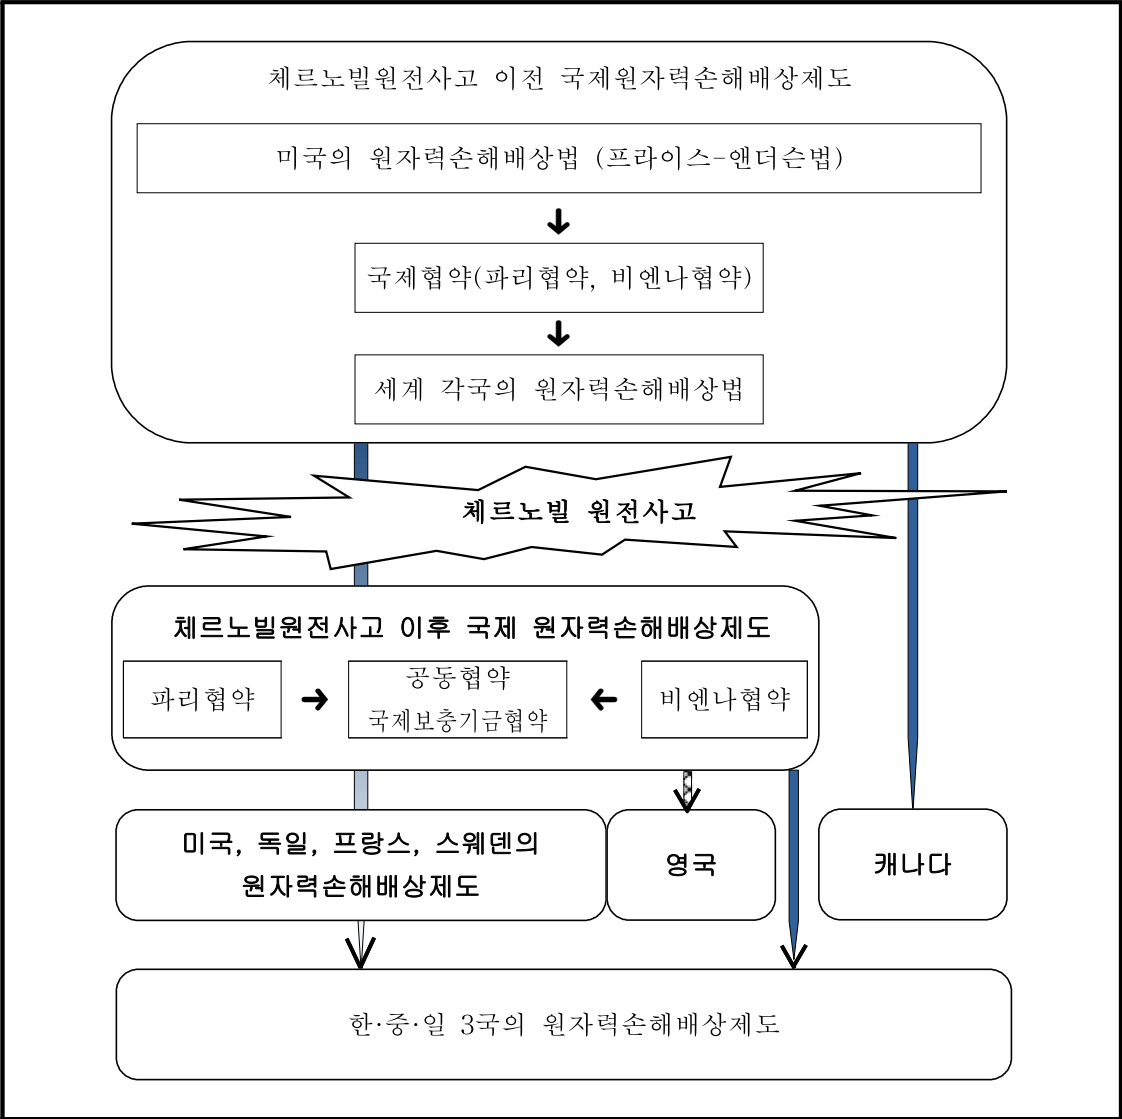 체르노빌원전사고 이전 국제원자력손해배상제도
미국의 원자력손해배상법 (프라이스-앤더슨법)
국제협약(파리협약, 비엔나협약)
세계 각국의 원자력손해배상법
체르노빌 원전사고
체르노빌원전사고 이후 국제 원자력손해배상제도
파리협약
공동협약
국제보충기금협약
비엔나협약
미국, 독일, 프랑스, 스웨덴의
원자력손해배상제도
영국
캐나다
한·중·일 3국의 원자력손해배상제도